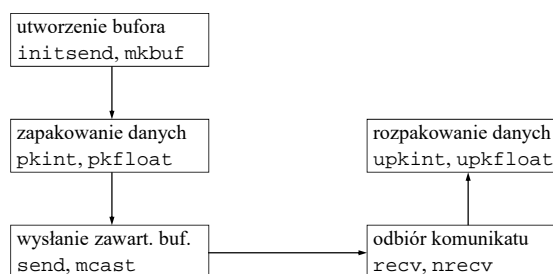 utworzenie bufora
initsend, mkbuf
zapakowanie danych
pkint, pkfloat
wysłanie zawart. buf.
send, mcast
odbiór komunikatu
recv, nrecv
rozpakowanie danych
upkint, upkfloat